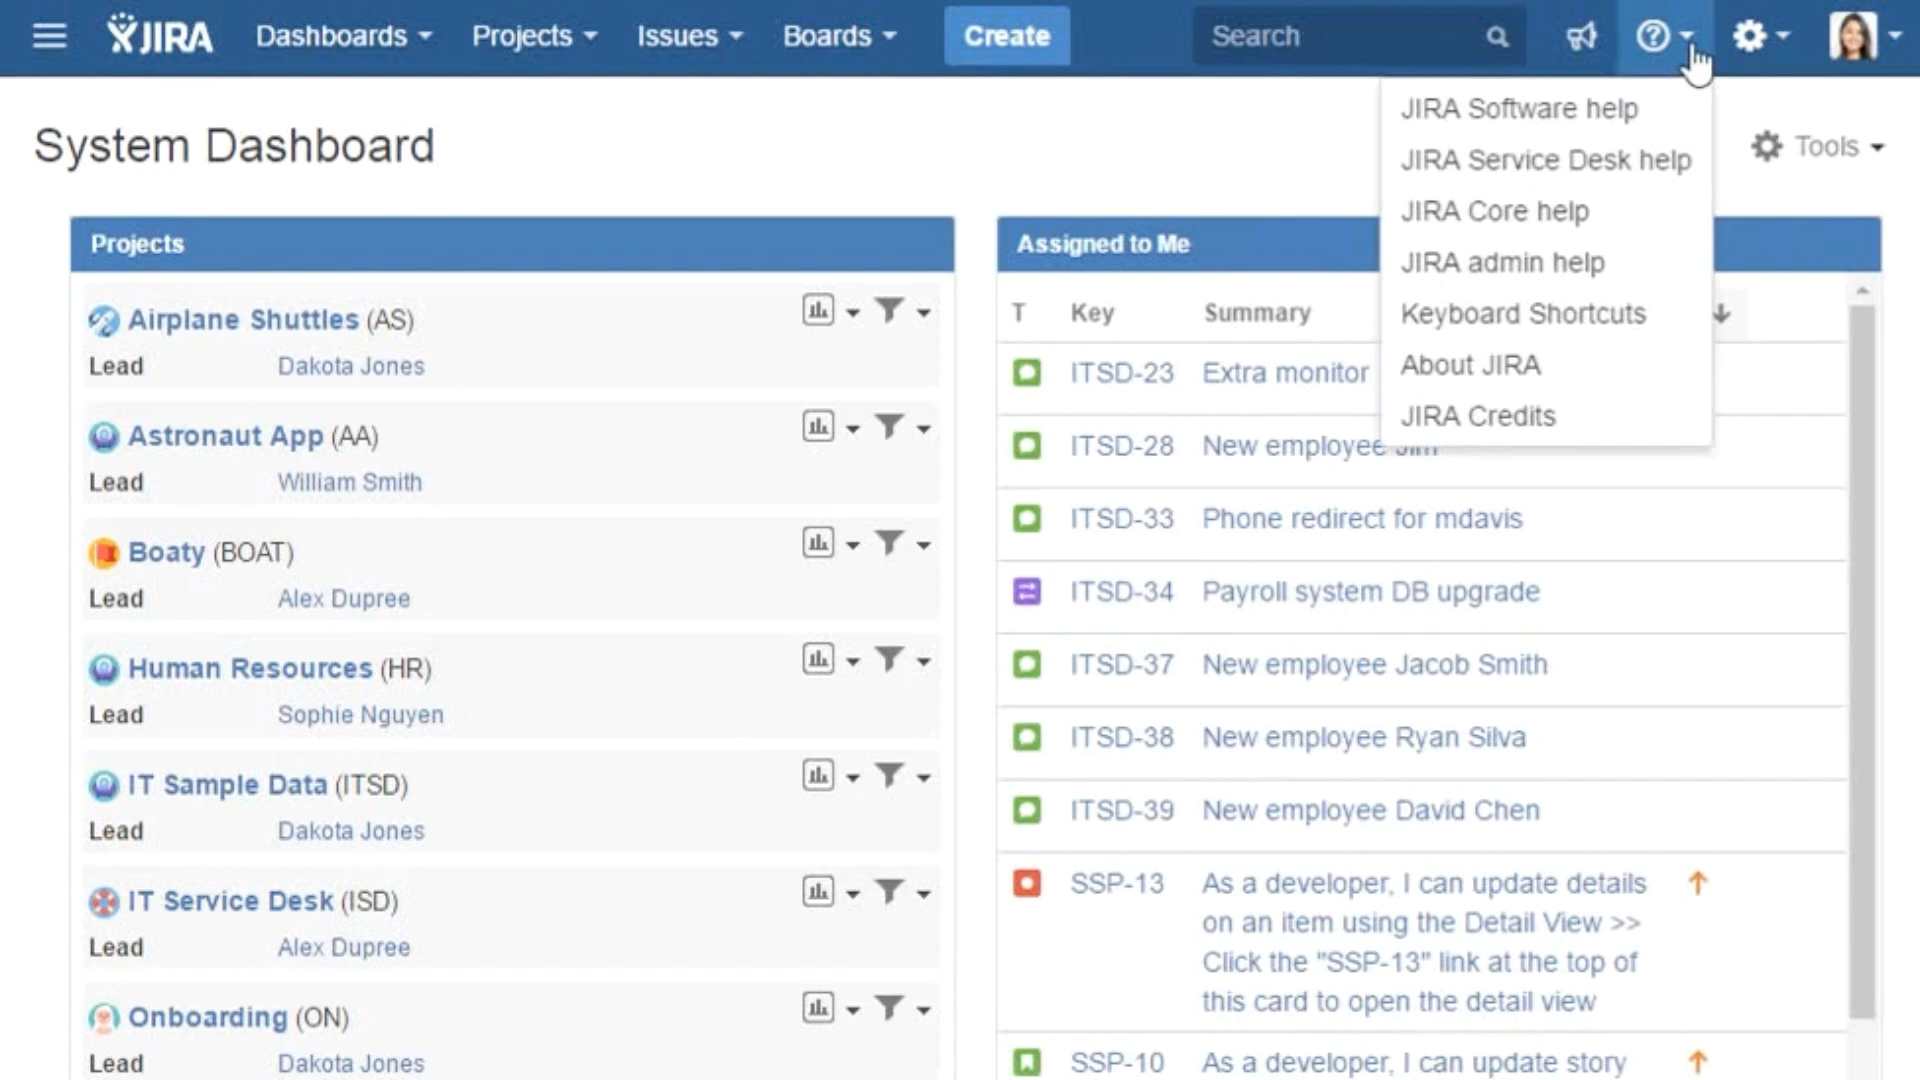 JIRA Dashboards Projects Issues Boards Create Search
JIRA Software help
JIRA Service Desk help
JIRA Core help
JIRA admin help
Keyboard Shortcuts
About JIRA
JIRA Credits
System Dashboard
Tools
Projects
Airplane Shuttles (AS)
Lead Dakota Jones
Astronaut App (AA)
Lead William Smith
Boaty (BOAT)
Lead Alex Dupree
Human Resources (HR)
Lead Sophie Nguyen
IT Sample Data (ITSD)
Lead Dakota Jones
IT Service Desk (ISD)
Lead Alex Dupree
Onboarding (ON)
Lead Dakota Jones
Assigned to Me
T Key Summary
ITSD-23 Extra monitor
ITSD-28 New employee
ITSD-33 Phone redirect for mdavis
ITSD-34 Payroll system DB upgrade
ITSD-37 New employee Jacob Smith
ITSD-38 New employee Ryan Silva
ITSD-39 New employee David Chen
SSP-13 As a developer, I can update details
on an item using the Detail View >>
Click the "SSP-13" link at the top of
this card to open the detail view
SSP-10 As a developer, I can update story